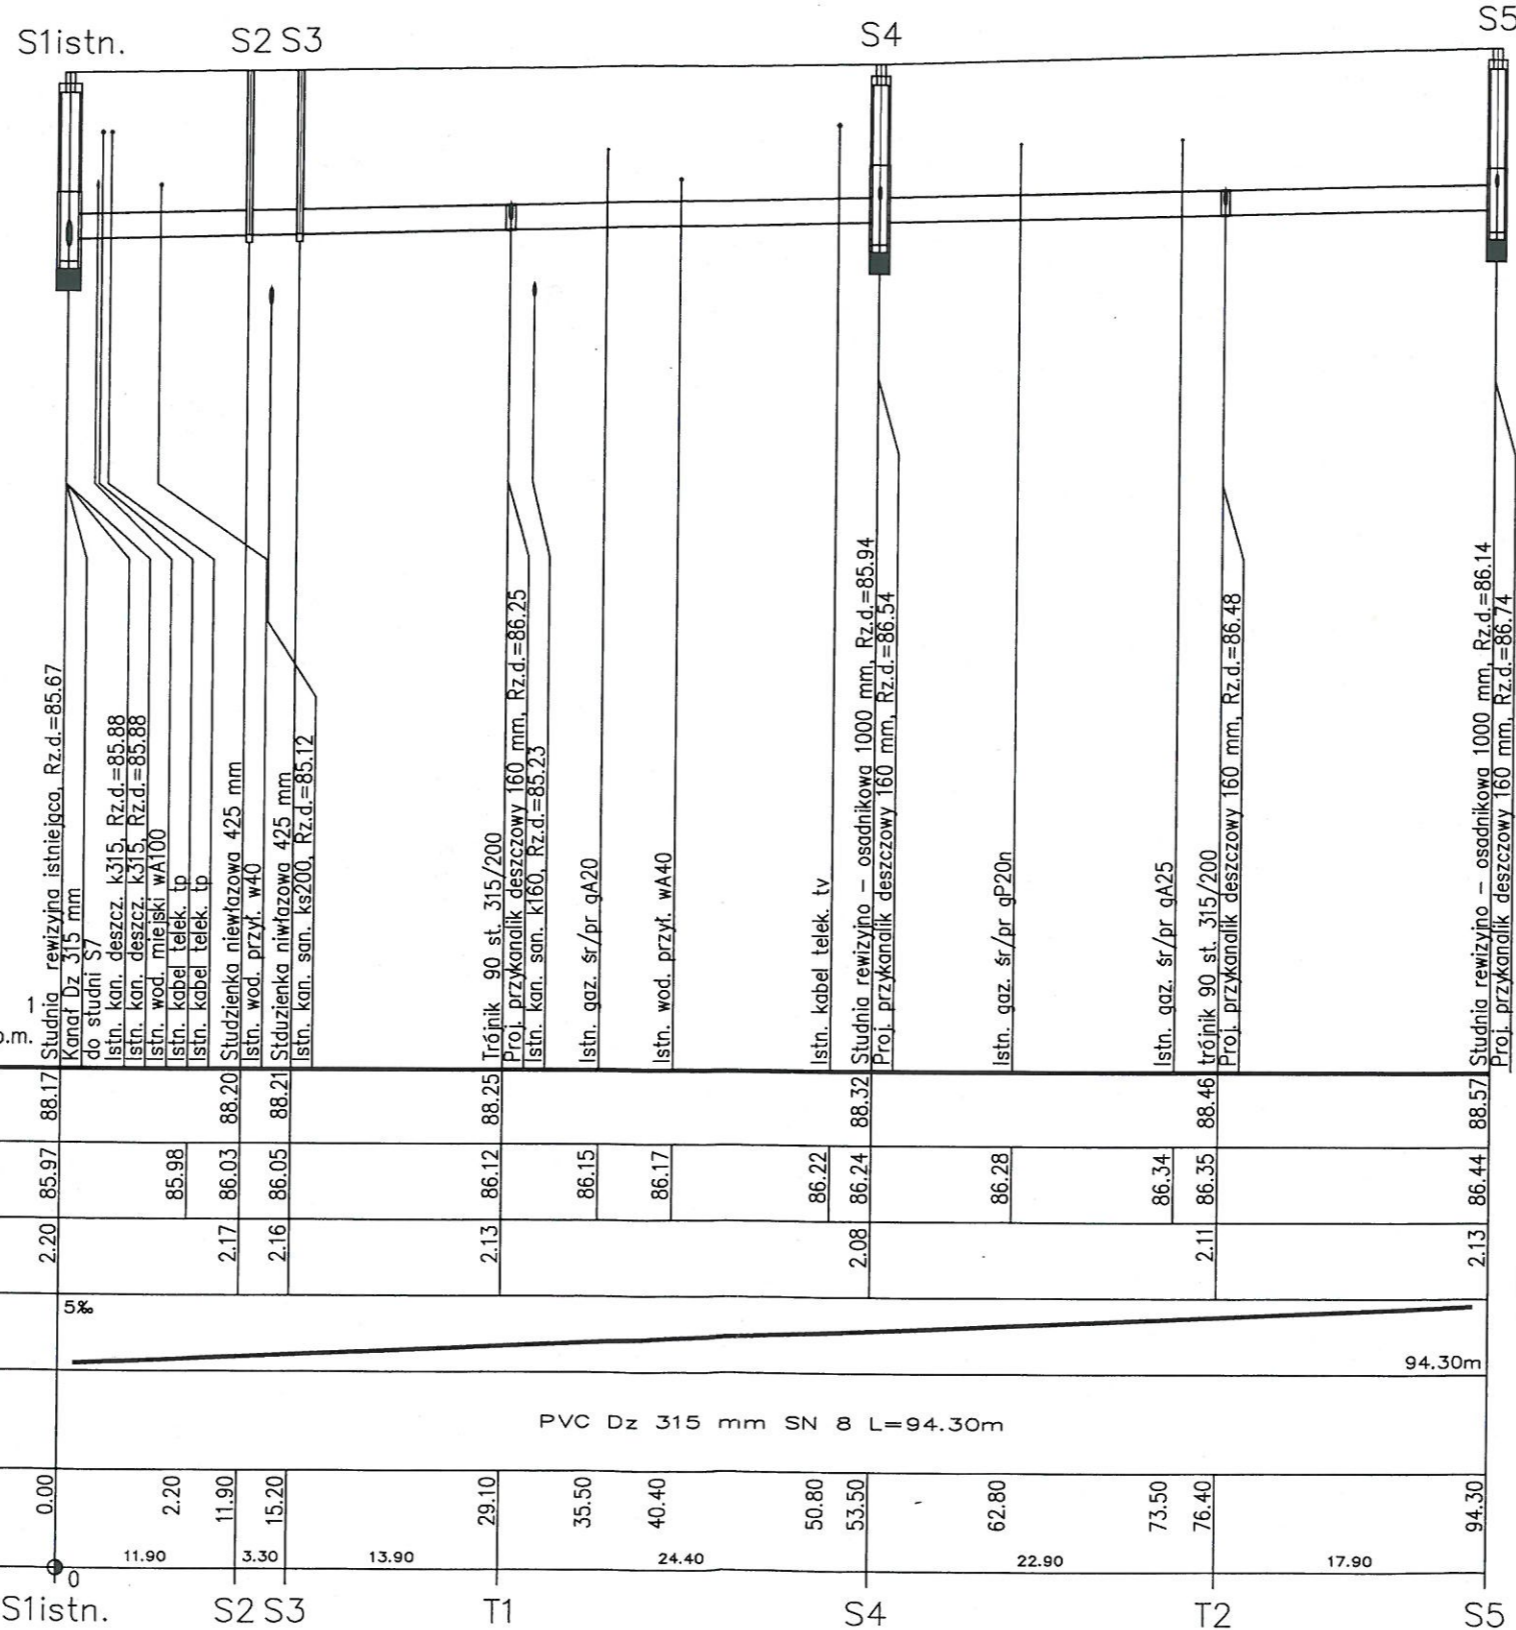 S1istn.
S2
S3
S4
S5
Studnia rewizyjna istniejąca, Rz.d.=85.67
Kanał Dz 315 mm
do studni S7
Istn. kan. deszcz. k315, Rz.d.=85.88
Istn. kan. deszcz. k315, Rz.d.=85.88
Istn. wod. miejski wA100
Istn. kabel telek. tp
Istn. kabel telek. tp
Studzienka niewłazowa 425 mm
Istn. wod. przył. w40
Stduzienka niwłazowa 425 mm
Istn. kan. san. ks200, Rz.d.=85.12
Trójnik 90 st. 315/200
Proj. przykanalik deszczowy 160 mm, Rz.d.=86.25
Istn. kan. san. k160, Rz.d.=85.23
Istn. gaz. śr/pr gA20
Istn. wod. przył. wA40
Istn. kabel telek. tv
Studnia rewizyjno – osadnikowa 1000 mm, Rz.d.=85.94
Proj. przykanalik deszczowy 160 mm, Rz.d.=86.54
Istn. gaz. śr/pr gP20n
Istn. gaz. śr/pr gA25
trójnik 90 st. 315/200
Proj. przykanalik deszczowy 160 mm, Rz.d.=86.48
Studnia rewizyjno – osadnikowa 1000 mm, Rz.d.=86.14
Proj. przykanalik deszczowy 160 mm, Rz.d.=86.74
1
p.m.
88.17 88.20 88.21 88.25 88.32 88.46 88.57
85.97 85.98 86.03 86.05 86.12 86.15 86.17 86.22 86.24 86.28 86.34 86.35 86.44
2.20 2.17 2.16 2.13 2.08 2.11 2.13
5‰
94.30m
PVC Dz 315 mm SN 8 L=94.30m
0.00 2.20 11.90 15.20 29.10 35.50 40.40 50.80 53.50 62.80 73.50 76.40 94.30
11.90 3.30 13.90 24.40 22.90 17.90
0
S1istn. S2 S3 T1 S4 T2 S5